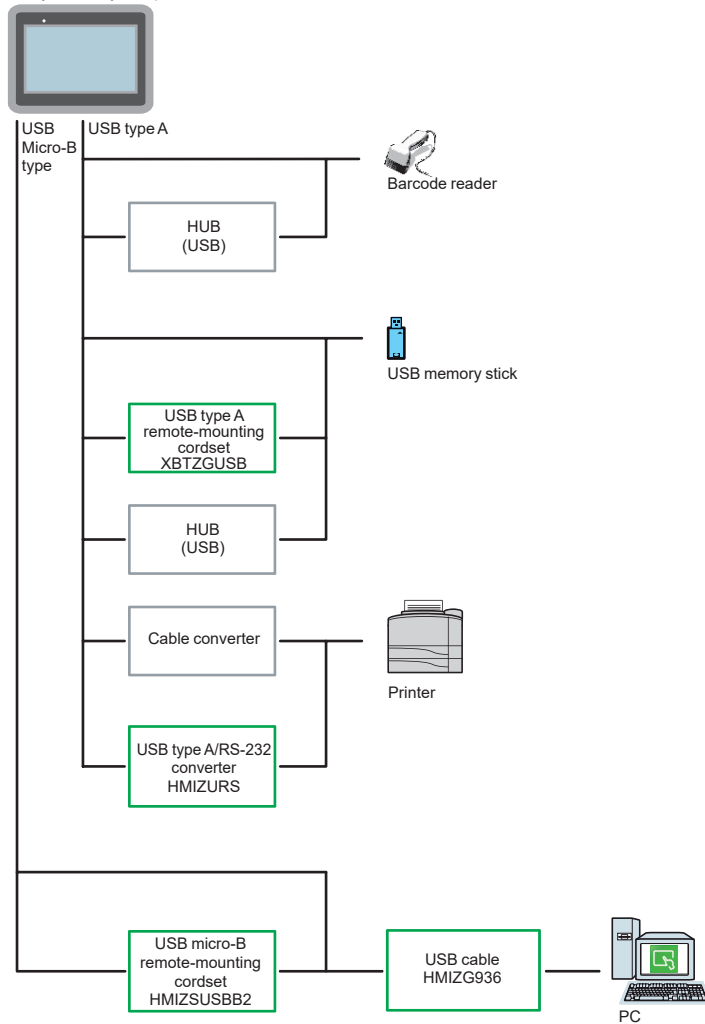 USB
Micro-B
type
USB type A
Barcode reader
HUB
(USB)
USB memory stick
USB type A
remote-mounting
cordset
XBTZGUSB
HUB
(USB)
Cable converter
Printer
USB type A/RS-232
converter
HMIZURS
USB micro-B
remote-mounting
cordset
HMIZSUSBB2
USB cable
HMIZG936
PC